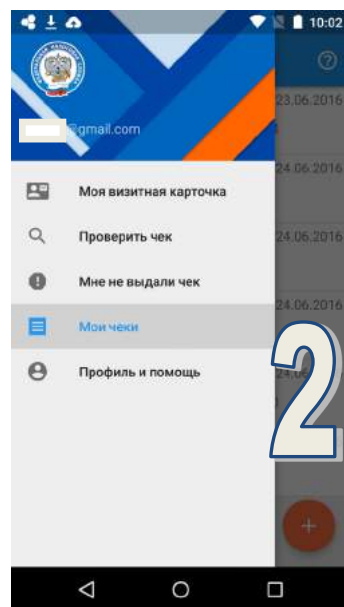 10:02
@gmail.com
23.06.2016
Моя визитная карточка
24.06.2016
Проверить чек
24.06.2016
Мне не выдали чек
24.06.2016
Мои чеки
Профиль и помощь
2